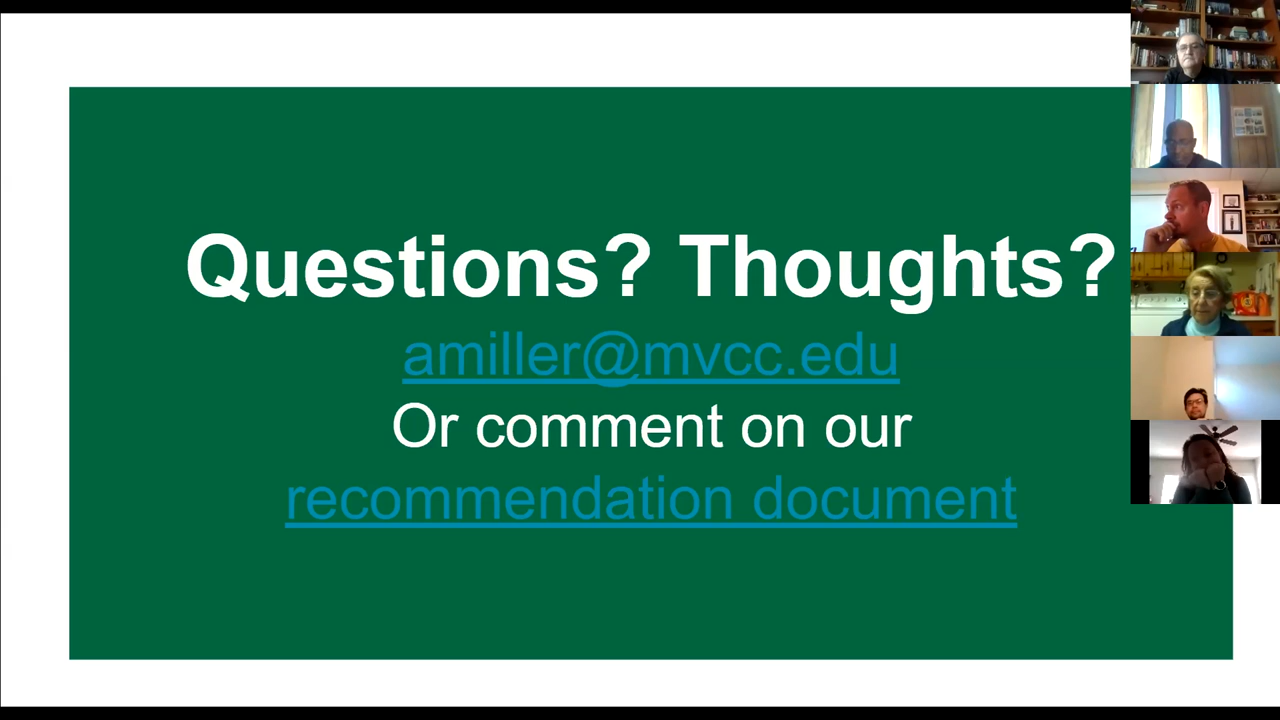 Questions? Thoughts?
amiller@mvcc.edu
Or comment on our
recommendation document